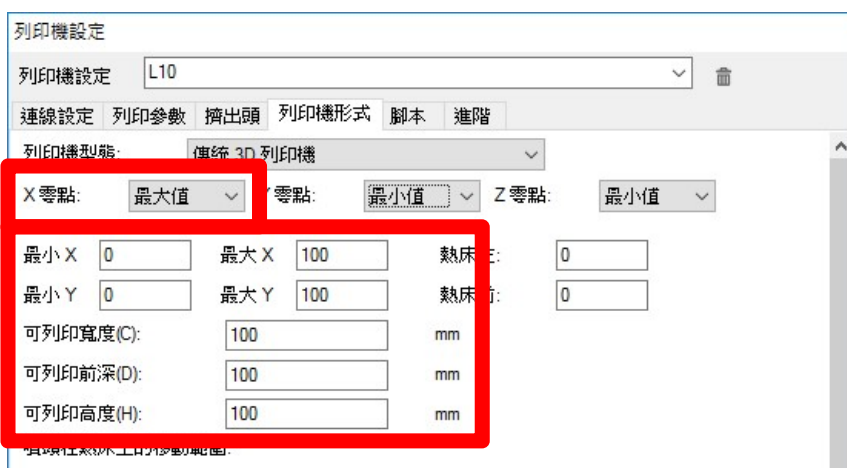 列印機設定
列印機設定 L10
連線設定 列印參數 擠出頭 列印機形式 腳本 進階
列印機型態: 傳統 3D 列印機
X 零點: 最大值 零點: 最小值 Z 零點: 最小值
最小 X 0 最大 X 100 熱床 0
最小 Y 0 最大 Y 100 熱床 0
可列印寬度(C): 100 mm
可列印前深(D): 100 mm
可列印高度(H): 100 mm